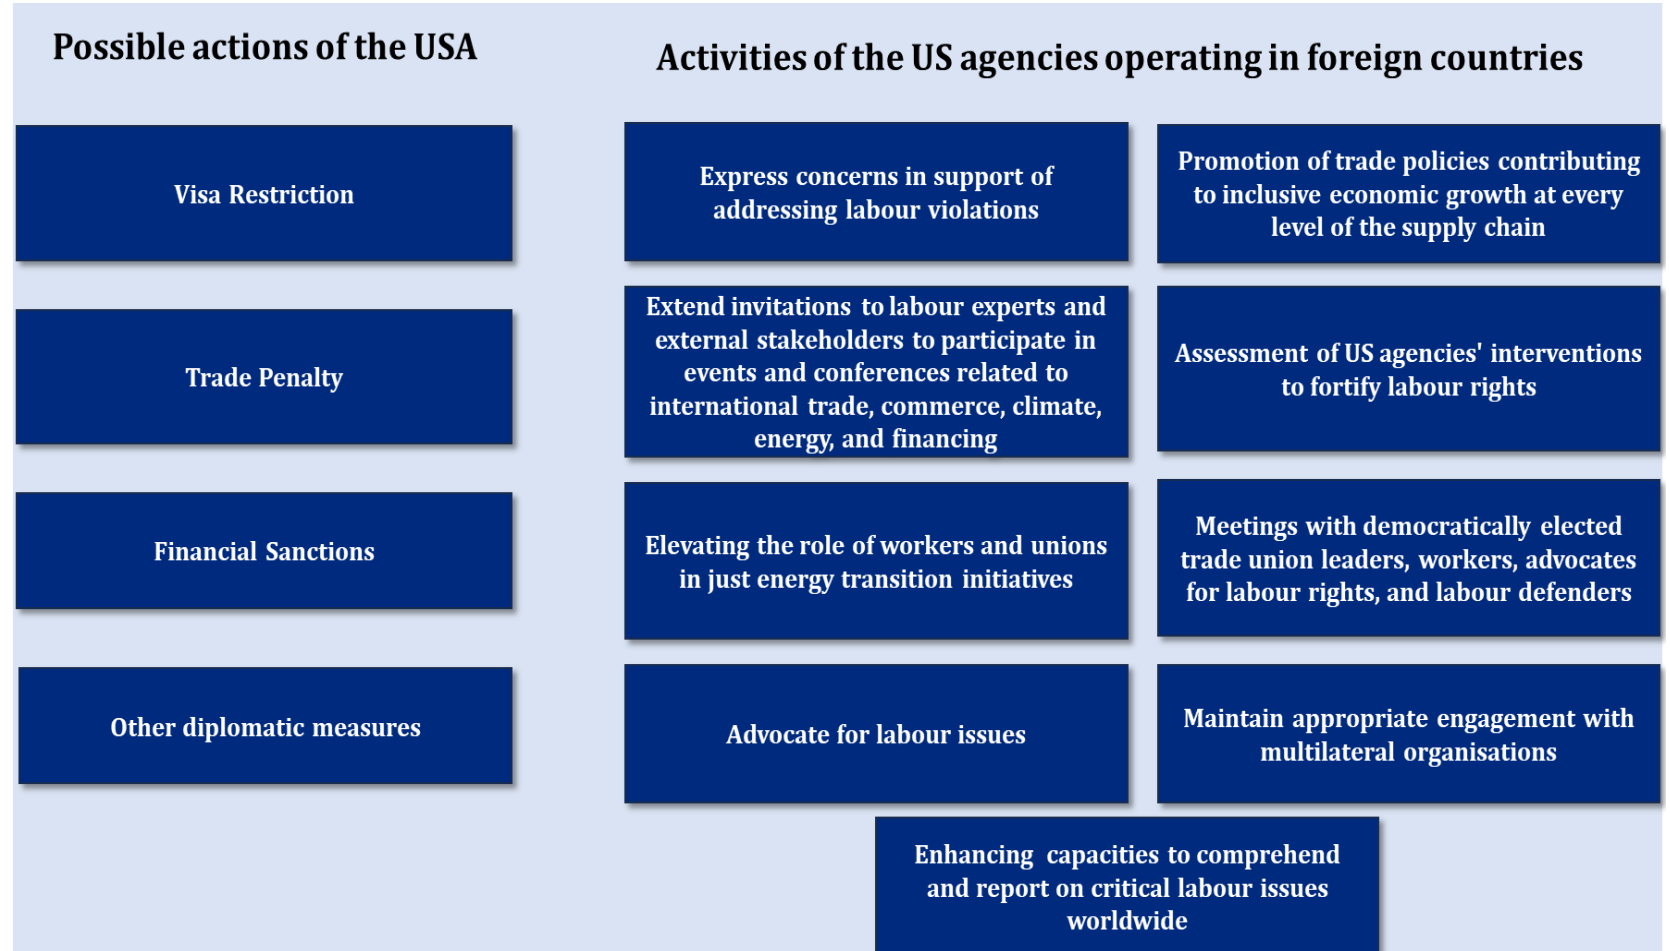 Possible actions of the USA
Visa Restriction
Trade Penalty
Financial Sanctions
Other diplomatic measures
Activities of the US agencies operating in foreign countries
Express concerns in support of
addressing labour violations
Promotion of trade policies contributing
to inclusive economic growth at every
level of the supply chain
Extend invitations to labour experts and
external stakeholders to participate in
events and conferences related to
international trade, commerce, climate,
energy, and financing
Assessment of US agencies' interventions
to fortify labour rights
Elevating the role of workers and unions
in just energy transition initiatives
Meetings with democratically elected
trade union leaders, workers, advocates
for labour rights, and labour defenders
Advocate for labour issues
Maintain appropriate engagement with
multilateral organisations
Enhancing capacities to comprehend
and report on critical labour issues
worldwide